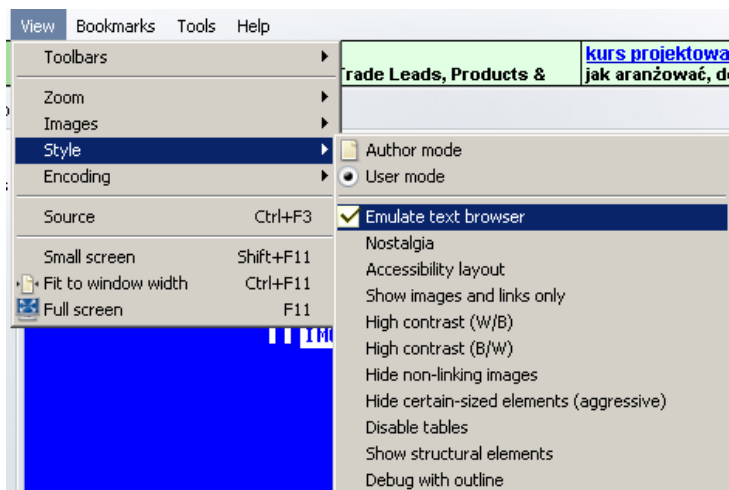 View Bookmarks Tools Help
Toolbars
Trade Leads, Products &
kurs projektowa
jak aranżować, d
Zoom
Images
Style
Encoding
Source Ctrl+F3
Small screen Shift+F11
Fit to window width Ctrl+F11
Full screen F11
Author mode
User mode
Emulate text browser
Nostalgia
Accessibility layout
Show images and links only
High contrast (W/B)
High contrast (B/W)
Hide non-linking images
Hide certain-sized elements (aggressive)
Disable tables
Show structural elements
Debug with outline